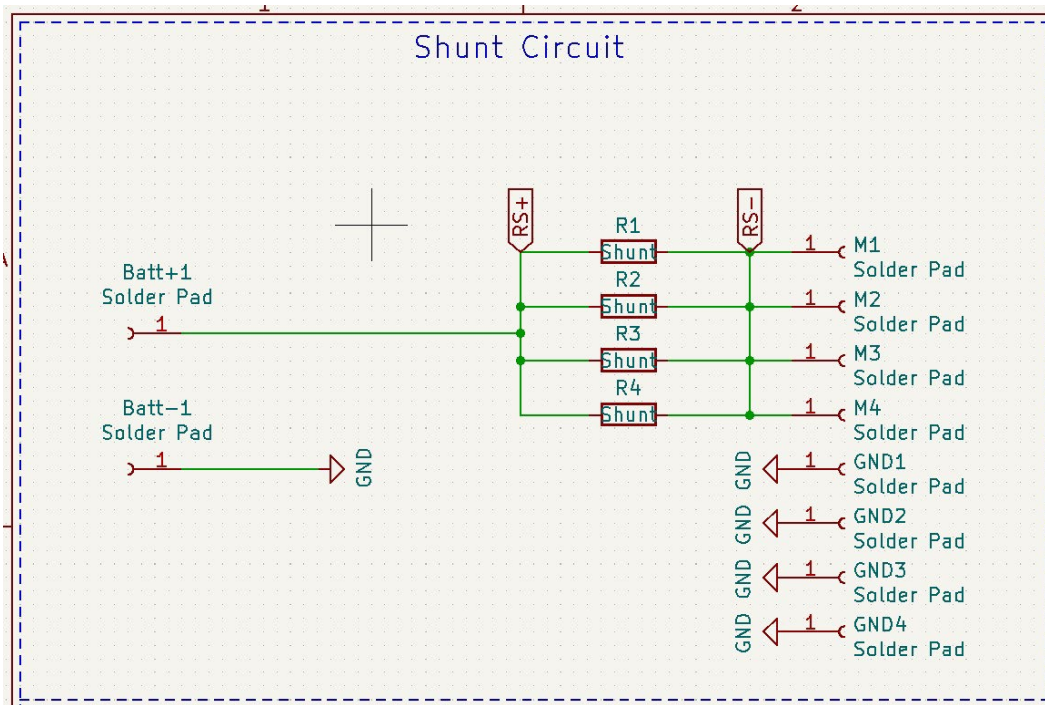 1
2
A
Shunt Circuit
RS+
RS-
R1
Shunt
R2
Shunt
R3
Shunt
R4
Shunt
Batt+1
Solder Pad
1
Batt-1
Solder Pad
1
GND
1
M1
Solder Pad
1
M2
Solder Pad
1
M3
Solder Pad
1
M4
Solder Pad
GND
1
GND1
Solder Pad
GND
1
GND2
Solder Pad
GND
1
GND3
Solder Pad
GND
1
GND4
Solder Pad